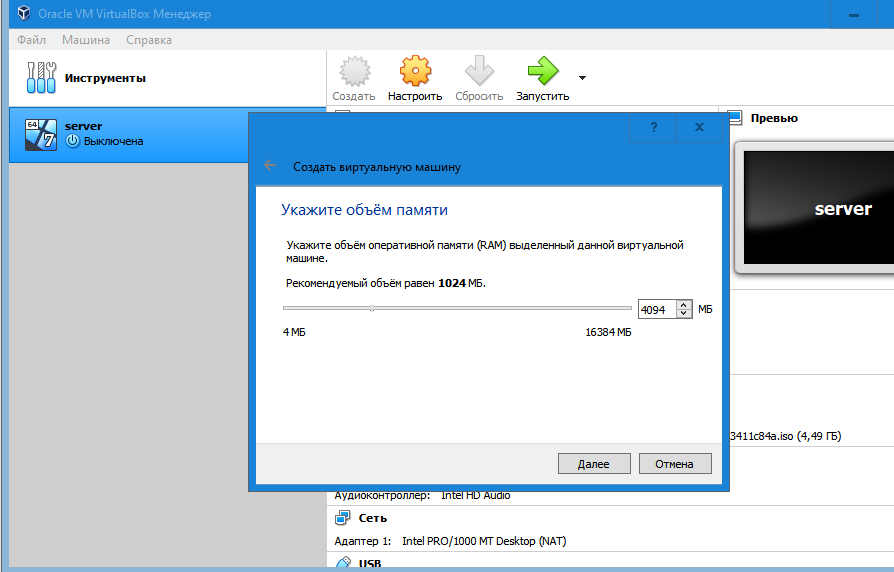 Oracle VM VirtualBox Менеджер
Файл Машина Справка
Инструменты
Создать Настроить Сбросить Запустить
64 7
server
Выключена
Превью
server
?
Создать виртуальную машину
Укажите объём памяти
Укажите объём оперативной памяти (RAM) выделенный данной виртуальной
машине.
Рекомендуемый объём равен 1024 МБ.
4094 МБ
4 МБ 16384 МБ
3411c84a.iso (4,49 ГБ)
Далее Отмена
Аудиоконтроллер: Intel HD Audio
Сеть
Адаптер 1: Intel PRO/1000 MT Desktop (NAT)
USB